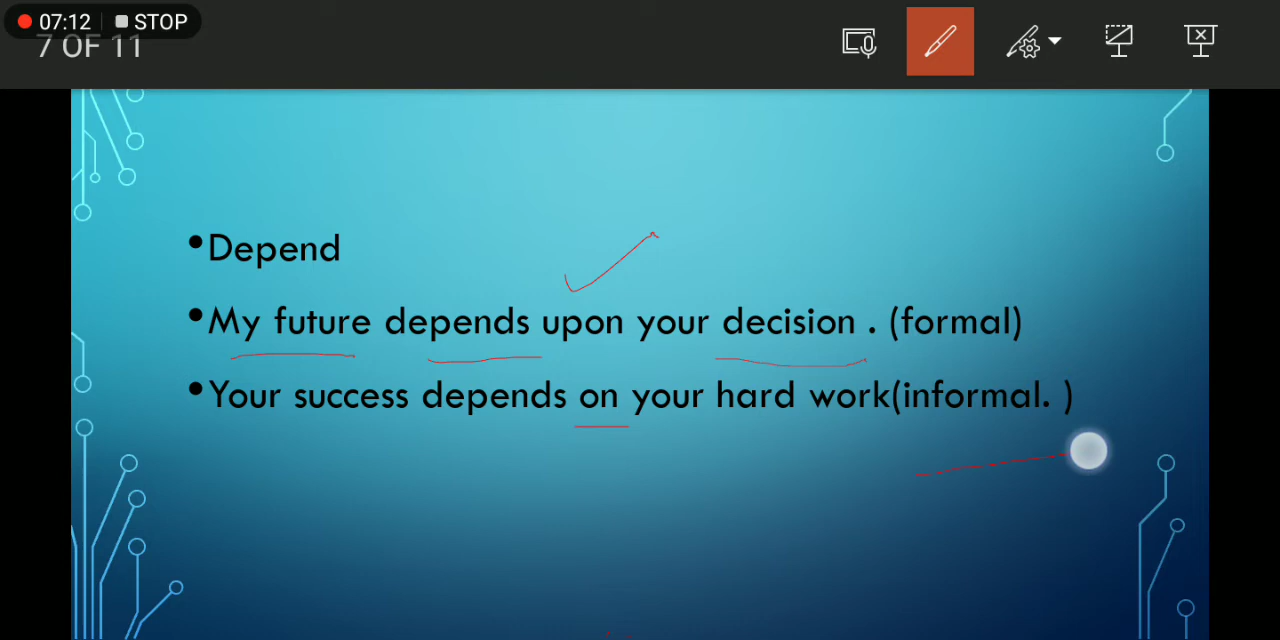 07:12 STOP
7 OF 11
•Depend
•My future depends upon your decision . (formal)
•Your success depends on your hard work(informal. )